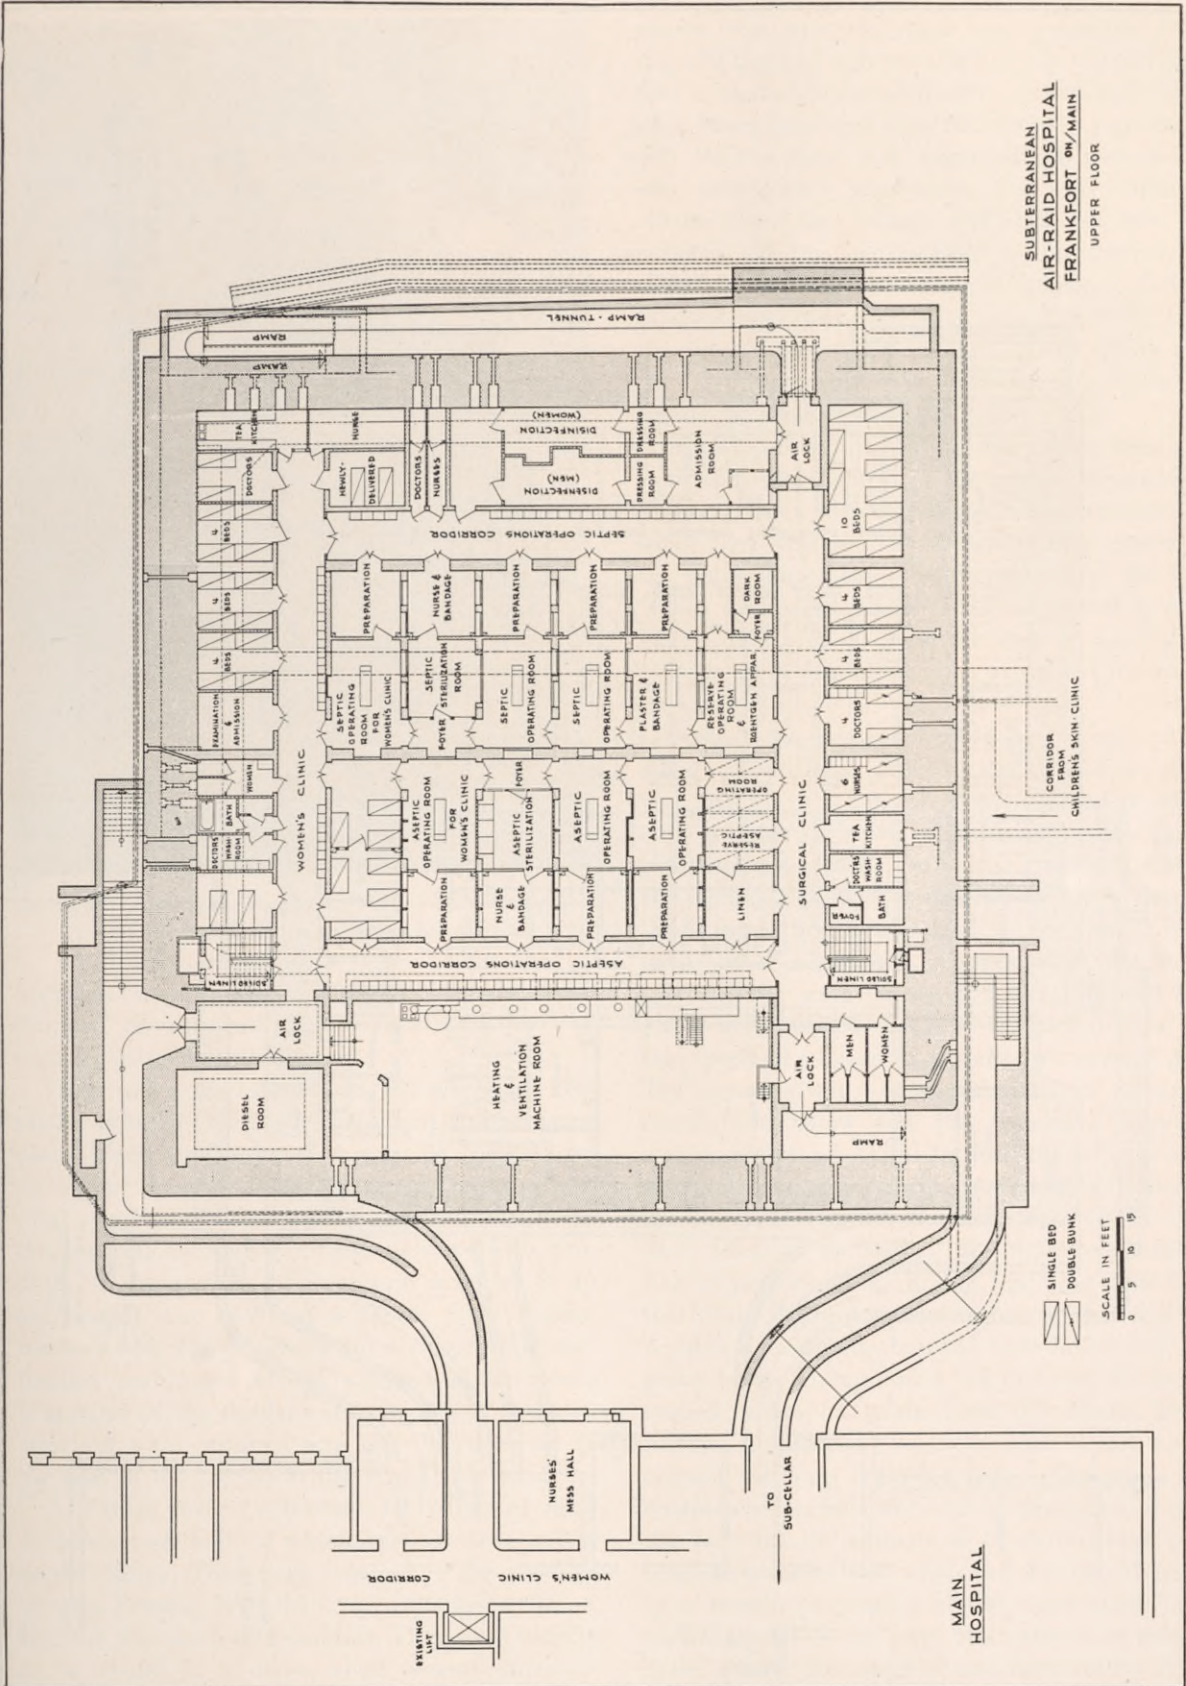 SUBTERRANEAN
AIR-RAID HOSPITAL
FRANKFORT ON/MAIN
UPPER FLOOR
RAMP - TUNNEL
RAMP
RAMP
TEA
KITCHEN
NURSE
DOCTORS
NEWLY-
DELIVERED
DOCTORS
NURSES
DISINFECTION
(WOMEN)
DISENFECTION
(MEN)
DRESSING
ROOM
DRESSING
ROOM
ADMISSION
ROOM
AIR
LOCK
4
BEDS
SEPTIC OPERATIONS CORRIDOR
10
BEDS
4
BEDS
PREPARATION
NURSE &
BANDAGE
PREPARATION
PREPARATION
PREPARATION
DARK
ROOM
FOYER
4
BEDS
4
BEDS
SEPTIC
OPERATING
ROOM
FOR
WOMEN'S CLINIC
SEPTIC
STERILIZATION
ROOM
FOYER
SEPTIC
OPERATING ROOM
SEPTIC
OPERATING ROOM
PLASTER &
BANDAGE
RESERVE
OPERATING
ROOM
&
ROENTGEN APPAR.
4
BEDS
EXAMINATION
&
ADMISSION
4
DOCTORS
WOMEN
BATH
DOCTORS
WASH
ROOM
WOMEN'S CLINIC
ASEPTIC
OPERATING ROOM
FOR
WOMEN'S CLINIC
FOYER
ASEPTIC
STERILIZATION
ASEPTIC
OPERATING ROOM
ASEPTIC
OPERATING ROOM
RESERVE
ASEPTIC
OPERATING
ROOM
SURGICAL CLINIC
6
NURSES
TEA
KITCHEN
DOCTRS
WASH
ROOM
FOYER
BATH
CORRIDOR
FROM
CHILDREN'S SKIN-CLINIC
PREPARATION
NURSE
&
BANDAGE
PREPARATION
PREPARATION
LINEN
ASEPTIC OPERATIONS CORRIDOR
SOILED LINEN
SOILED LINEN
AIR
LOCK
DIESEL
ROOM
HEATING
&
VENTILATION
MACHINE ROOM
AIR
LOCK
MEN
WOMEN
RAMP
SINGLE BED
DOUBLE BUNK
SCALE IN FEET
0 5 10 15
NURSES'
MESS HALL
TO
SUB-CELLAR
WOMEN'S CLINIC CORRIDOR
EXISTING
LIFT
MAIN
HOSPITAL